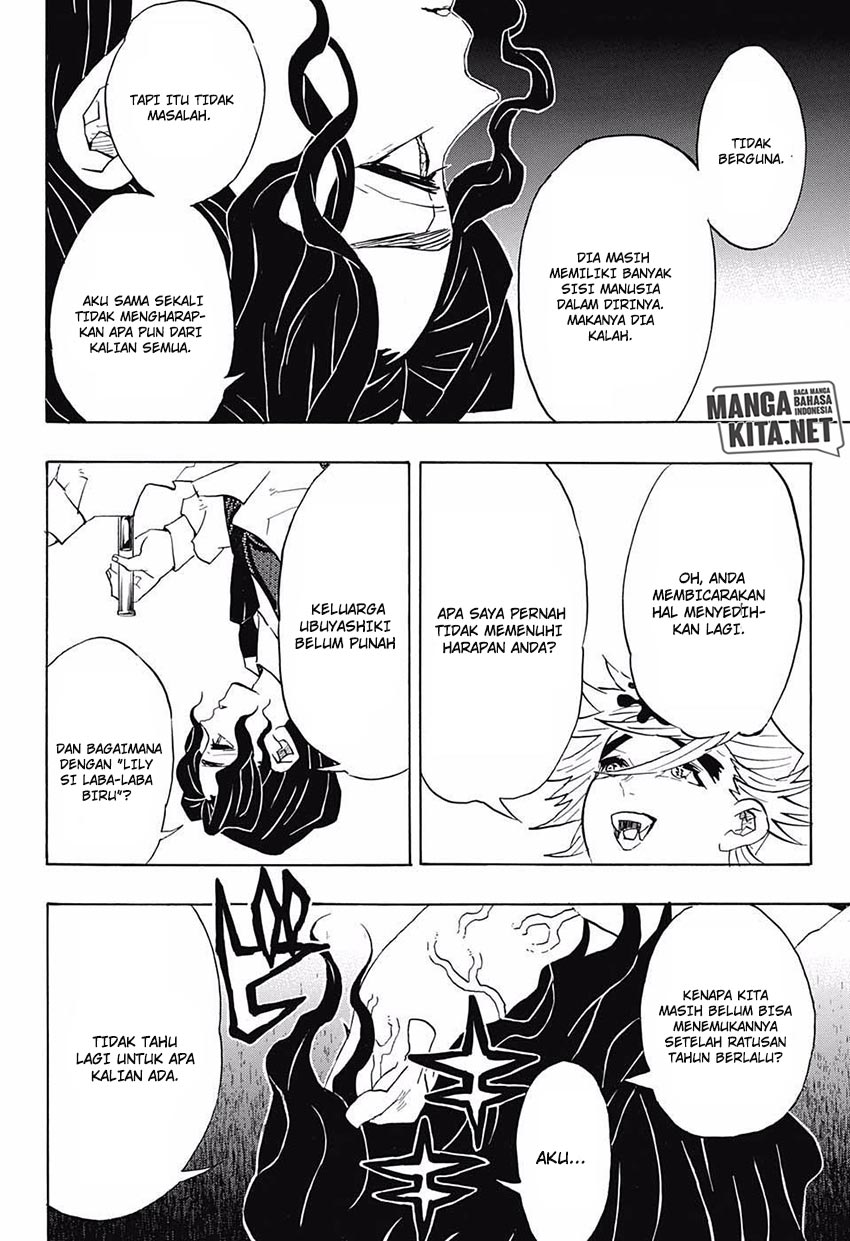 TIDAK
BERGUNA.
DIA MASIH
MEMILIKI BANYAK
SISI MANUSIA
DALAM DIRINYA.
MAKANYA DIA
KALAH.
TAPI ITU TIDAK
MASALAH.
AKU SAMA SEKALI
TIDAK MENGHARAP-
KAN APA PUN DARI
KALIAN SEMUA.
MANGA
KITA.NET
BACA MANGA
BAHASA
INDONESIA
OH, ANDA
MEMBICARAKAN
HAL MENYEDIH-
KAN LAGI.
APA SAYA PERNAH
TIDAK MEMENUHI
HARAPAN ANDA?
KELUARGA
UBUYASHIKI
BELUM PUNAH
DAN BAGAIMANA
DENGAN "LILY
SI LABA-LABA
BIRU"?
KENAPA KITA
MASIH BELUM BISA
MENEMUKANNYA
SETELAH RATUSAN
TAHUN BERLALU?
AKU...
TIDAK TAHU
LAGI UNTUK APA
KALIAN ADA.